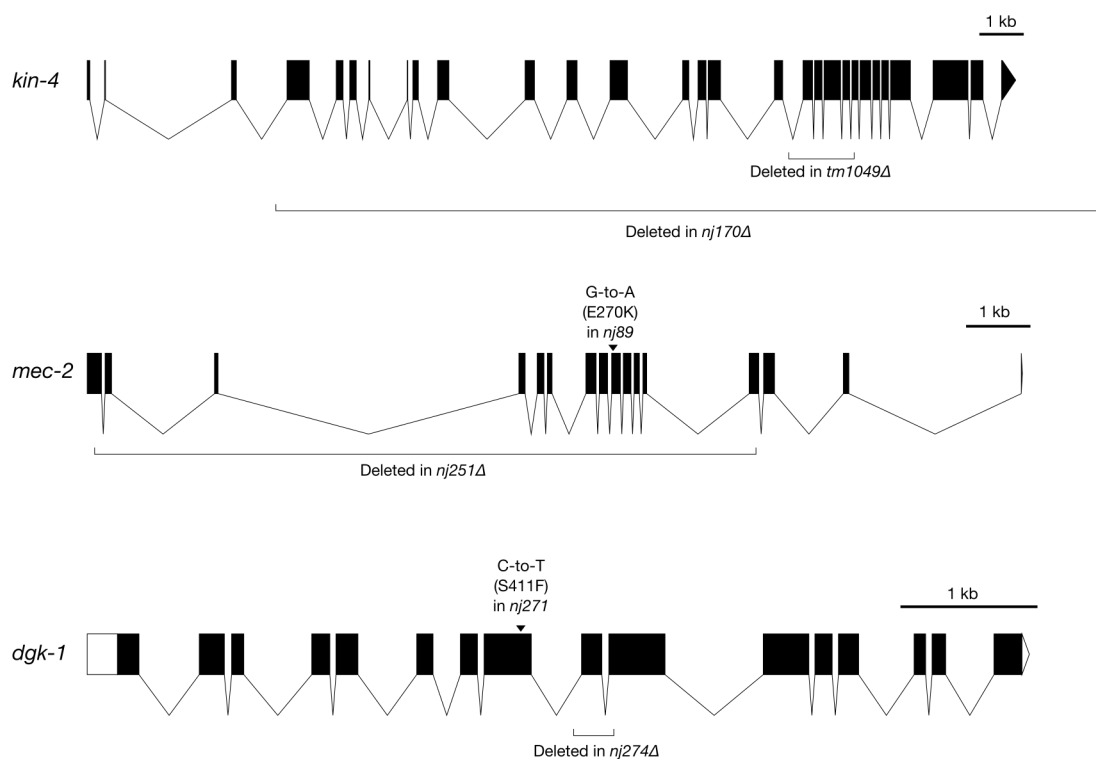 1 kb
kin-4
Deleted in tm1049Δ
Deleted in nj170Δ
G-to-A
(E270K)
in nj89
1 kb
mec-2
Deleted in nj251Δ
C-to-T
(S411F)
in nj271
1 kb
dgk-1
Deleted in nj274Δ